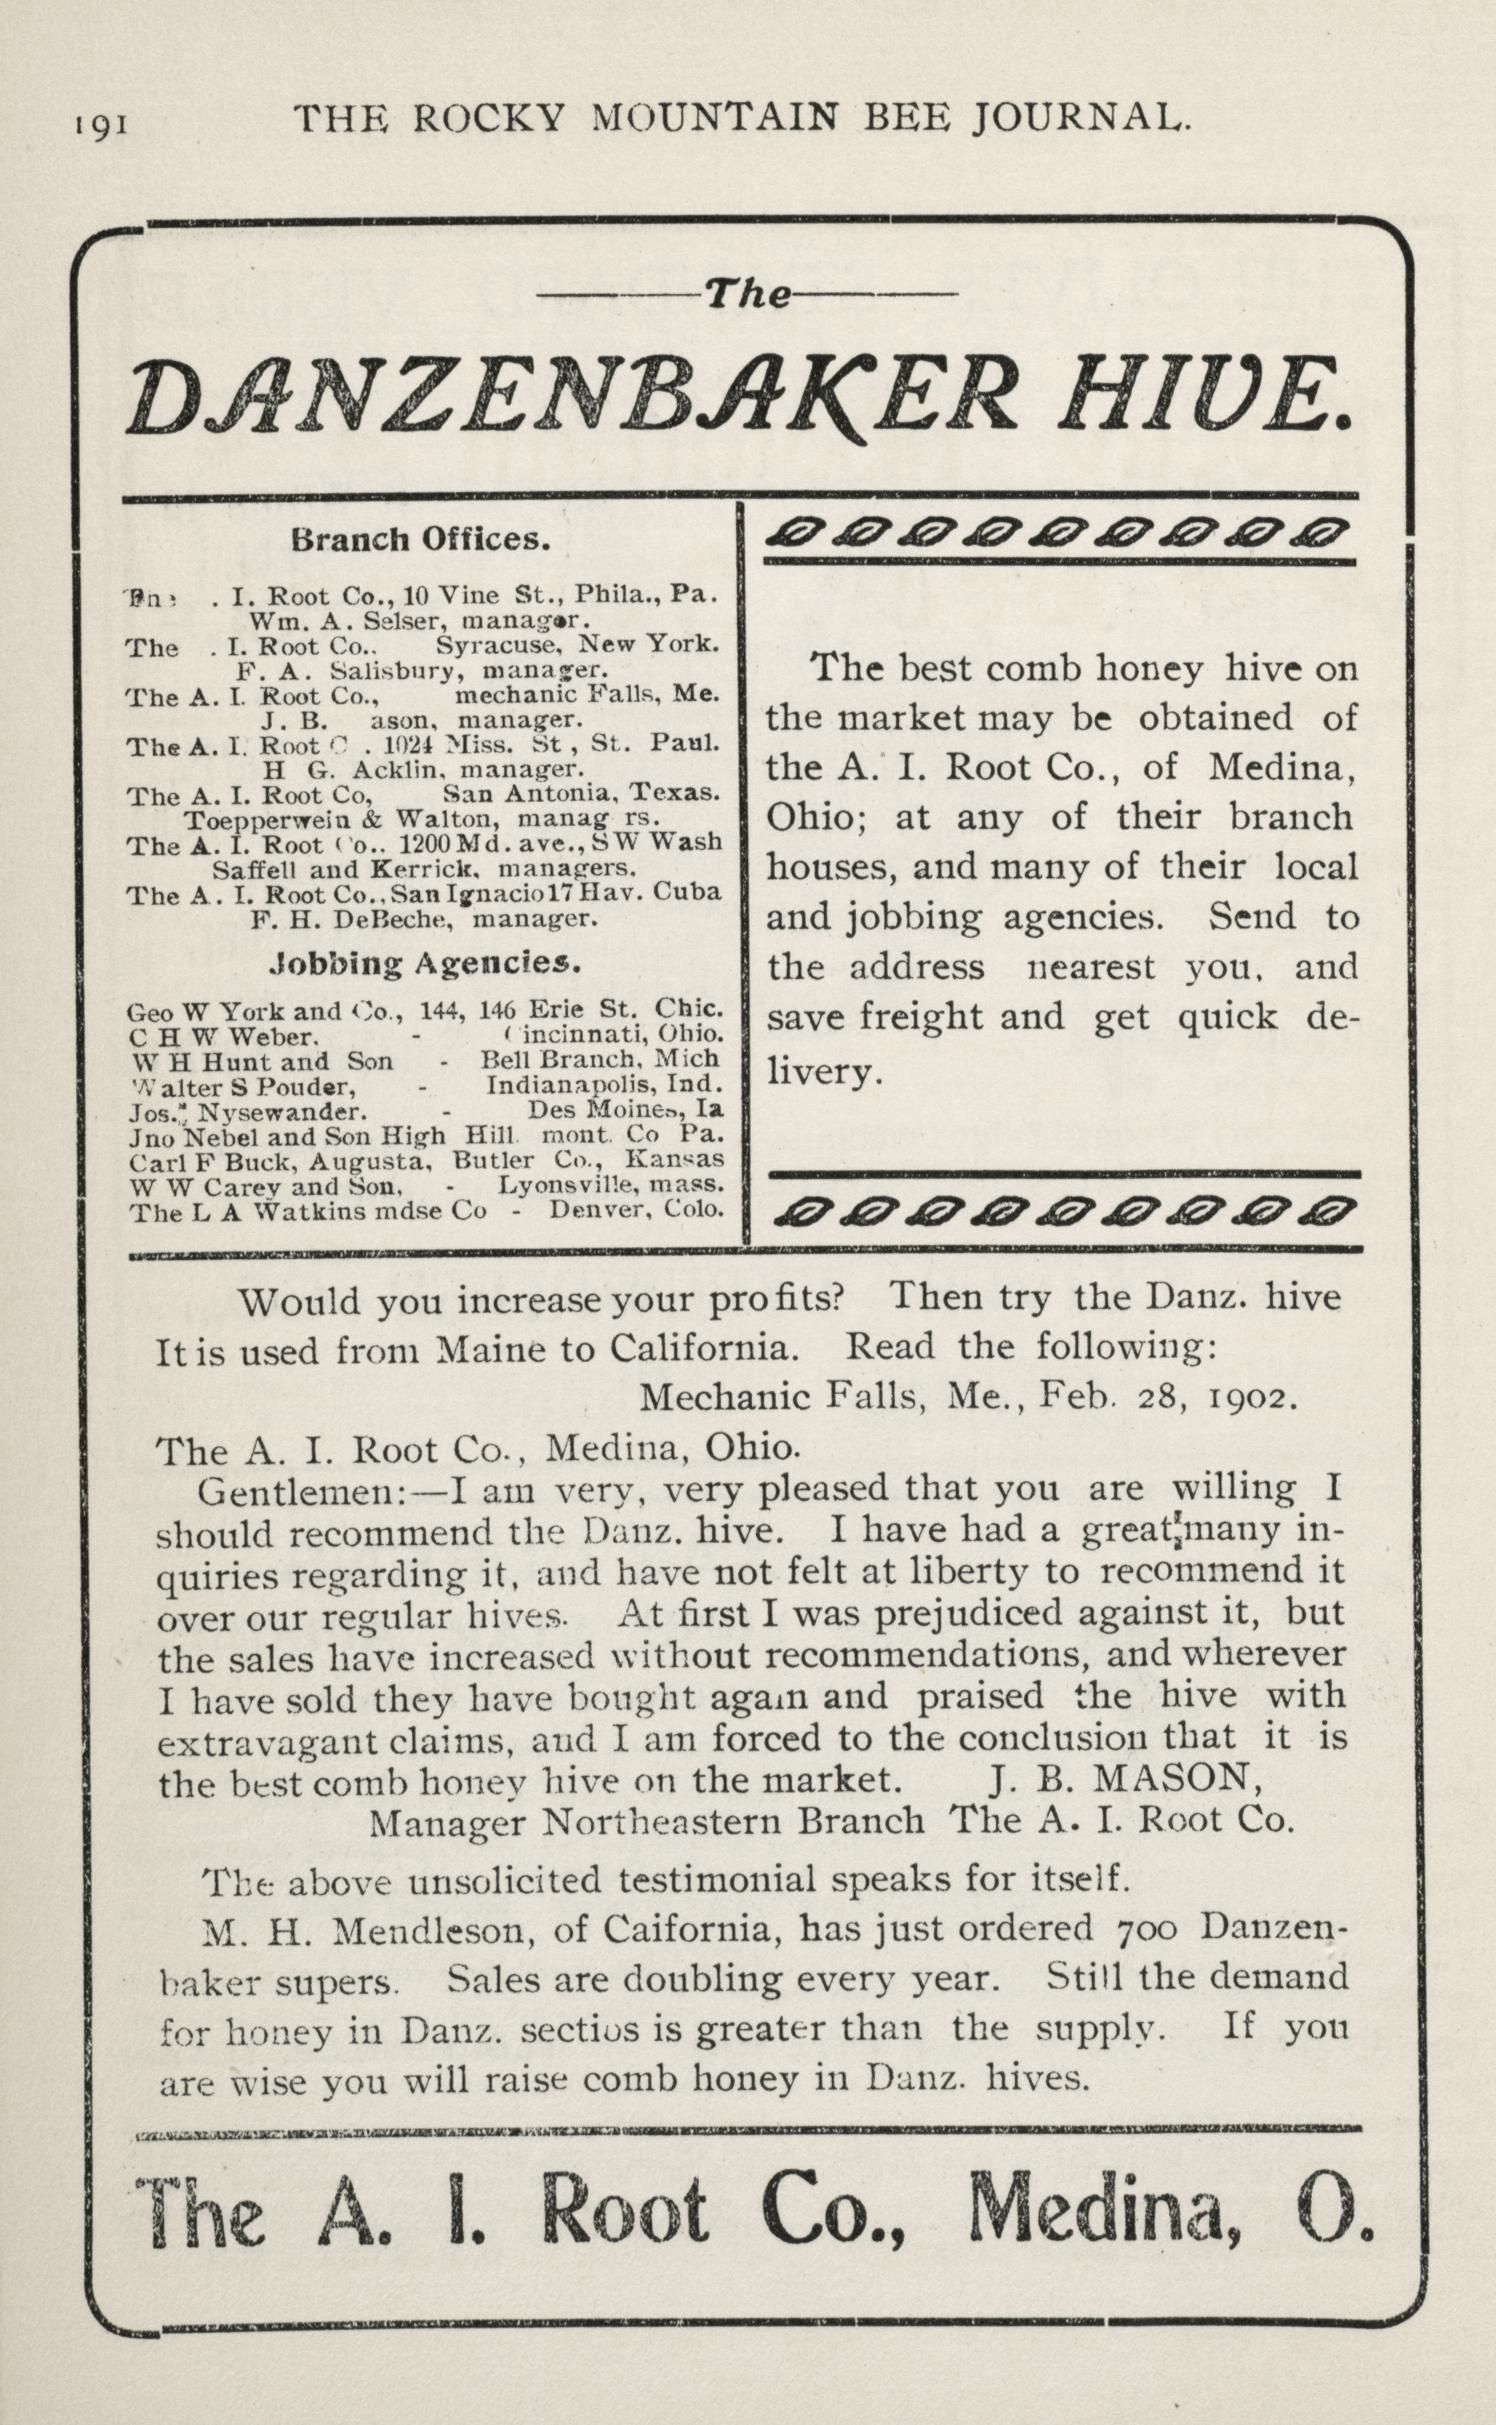 191 THE ROCKY MOUNTAIN BEE JOURNAL.
The
DANZENBAKER HIVE.
Branch Offices.
. I. Root Co., 10 Vine St., Phila., Pa.
Wm. A. Selser, manager.
The . I. Root Co.. Syracuse, New York.
F. A. Salisbury, manager.
The A. I. Root Co., mechanic Falls, Me.
J. B. ason, manager.
The A. I. Root C . 1024 Miss. St , St. Paul.
H G. Acklin, manager.
The A. I. Root Co, San Antonia, Texas.
Toepperwein & Walton, manag rs.
The A. I. Root Co.. 1200 Md. ave., S W Wash
Saffell and Kerrick, managers.
The A. I. Root Co., San Ignacio 17 Hav. Cuba
F. H. DeBeche, manager.
Jobbing Agencies.
Geo W York and Co., 144, 146 Erie St. Chic.
C H W Weber. - Cincinnati, Ohio.
W H Hunt and Son - Bell Branch, Mich
Walter S Pouder, - Indianapolis, Ind.
Jos. Nysewander. - Des Moines, Ia
Jno Nebel and Son High Hill. mont. Co Pa.
Carl F Buck, Augusta, Butler Co., Kansas
W W Carey and Son, - Lyonsville, mass.
The L A Watkins mdse Co - Denver, Colo.
The best comb honey hive on
the market may be obtained of
the A. I. Root Co., of Medina,
Ohio; at any of their branch
houses, and many of their local
and jobbing agencies. Send to
the address nearest you, and
save freight and get quick de-
livery.
Would you increase your profits? Then try the Danz. hive
It is used from Maine to California. Read the following:
Mechanic Falls, Me., Feb. 28, 1902.
The A. I. Root Co., Medina, Ohio.
Gentlemen:—I am very, very pleased that you are willing I
should recommend the Danz. hive. I have had a great many in-
quiries regarding it, and have not felt at liberty to recommend it
over our regular hives. At first I was prejudiced against it, but
the sales have increased without recommendations, and wherever
I have sold they have bought again and praised the hive with
extravagant claims, and I am forced to the conclusion that it is
the best comb honey hive on the market. J. B. MASON,
Manager Northeastern Branch The A. I. Root Co.
The above unsolicited testimonial speaks for itself.
M. H. Mendleson, of Caifornia, has just ordered 700 Danzen-
baker supers. Sales are doubling every year. Still the demand
for honey in Danz. sectios is greater than the supply. If you
are wise you will raise comb honey in Danz. hives.
The A. I. Root Co., Medina, O.